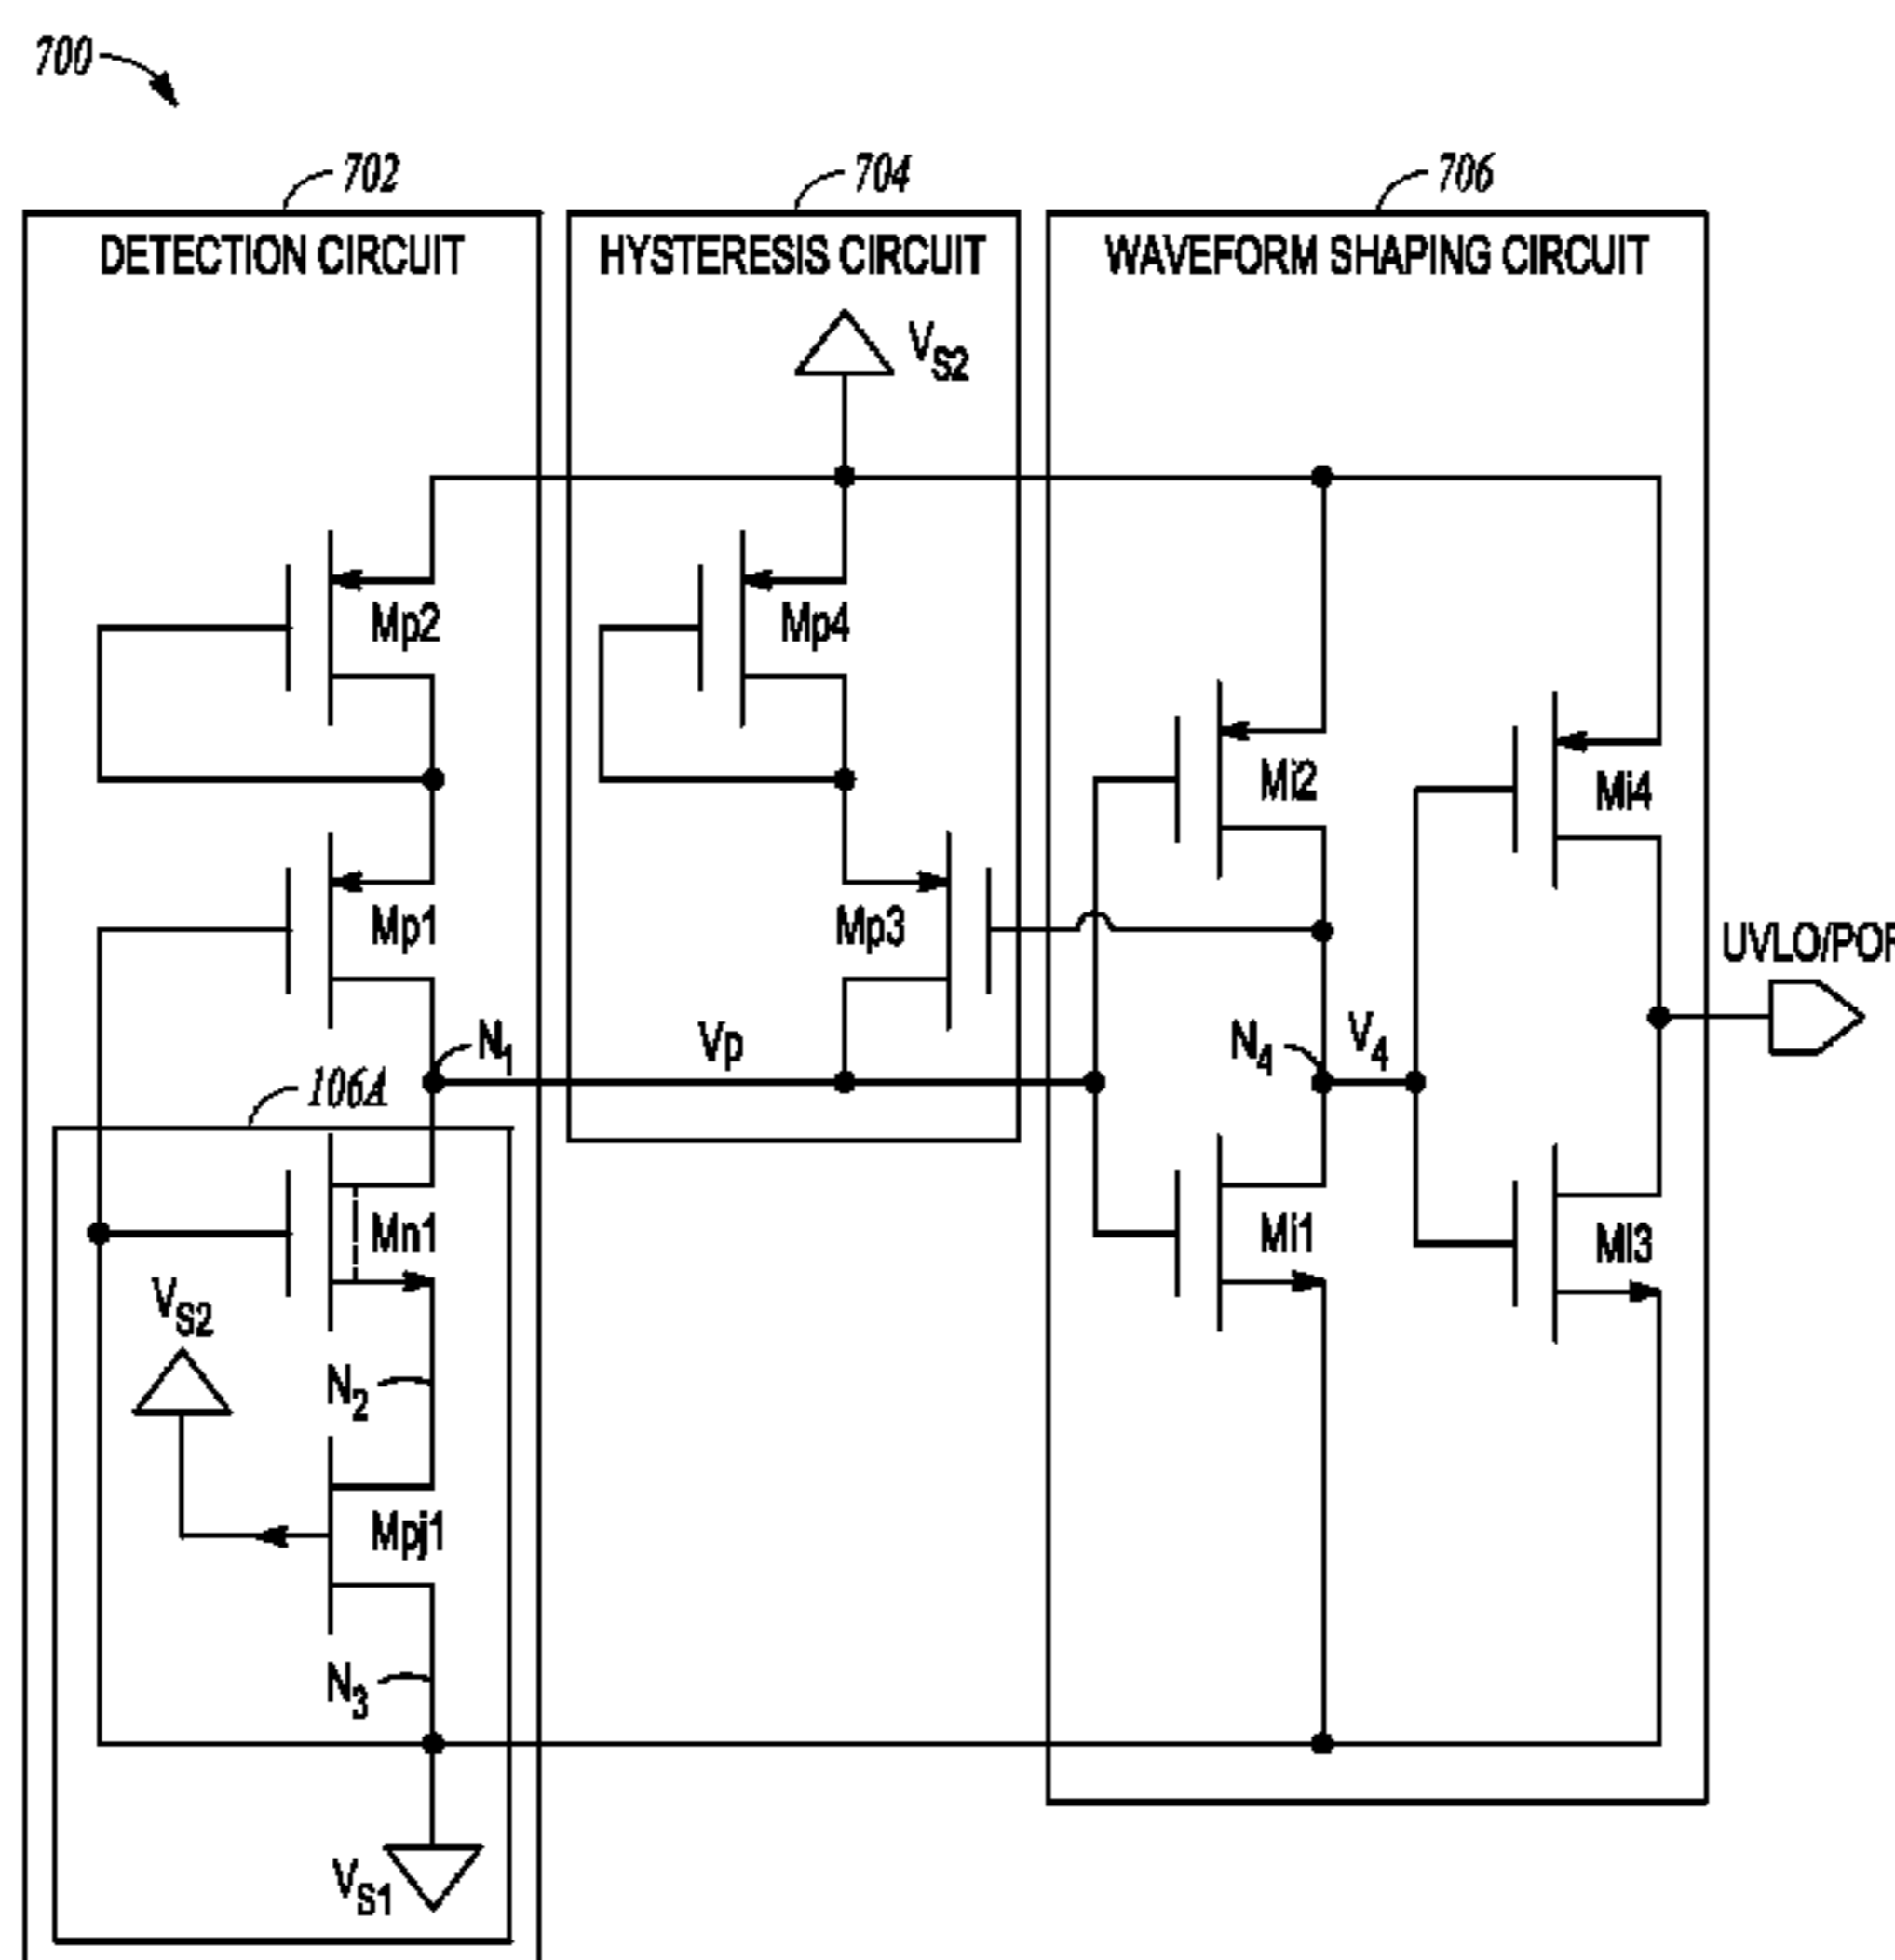 700
702
704
706
DETECTION CIRCUIT
HYSTERESIS CIRCUIT
WAVEFORM SHAPING CIRCUIT
VS2
Mp2
Mp4
Mi2
Mi4
Mp1
Mp3
UVLO/POR
N1
Vp
N4
V4
106A
Mn1
Mi1
Mi3
VS2
N2
Mpj1
N3
VS1